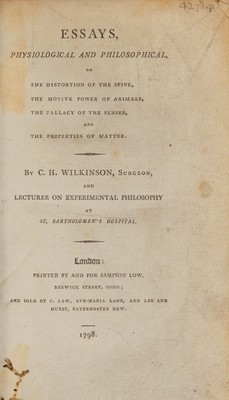 ESSAYS,
PHYSIOLOGICAL AND PHILOSOPHICAL,
ON
THE DISTORTION OF THE SPINE,
THE MOTIVE POWER OF ANIMALS,
THE FALLACY OF THE SENSES,
AND
THE PROPERTIES OF MATTER.
BY C. H. WILKINSON, SURGEON,
AND
LECTURER ON EXPERIMENTAL PHILOSOPHY
AT
ST. BARTHOLOMEW'S HOSPITAL.
London:
PRINTED BY AND FOR SAMPSON LOW,
BERWICK STREET, SOHO;
AND SOLD BY C. LAW, AVE-MARIA LANE, AND LEE AND
HURST, PATERNOSTER ROW.
1798.